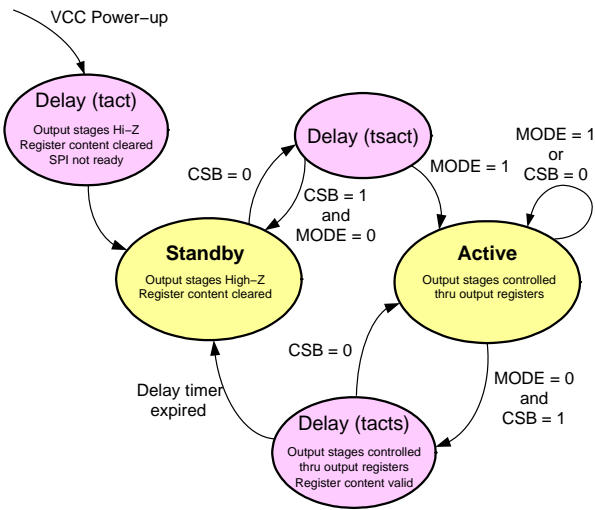 VCC Power−up
Delay (tact)
Output stages Hi−Z
Register content cleared
SPI not ready
Delay (tsact)
CSB = 0
CSB = 1
and
MODE = 0
MODE = 1
MODE = 1
or
CSB = 0
Standby
Output stages High−Z
Register content cleared
Active
Output stages controlled
thru output registers
CSB = 0
Delay timer
expired
MODE = 0
and
CSB = 1
Delay (tacts)
Output stages controlled
thru output registers
Register content valid